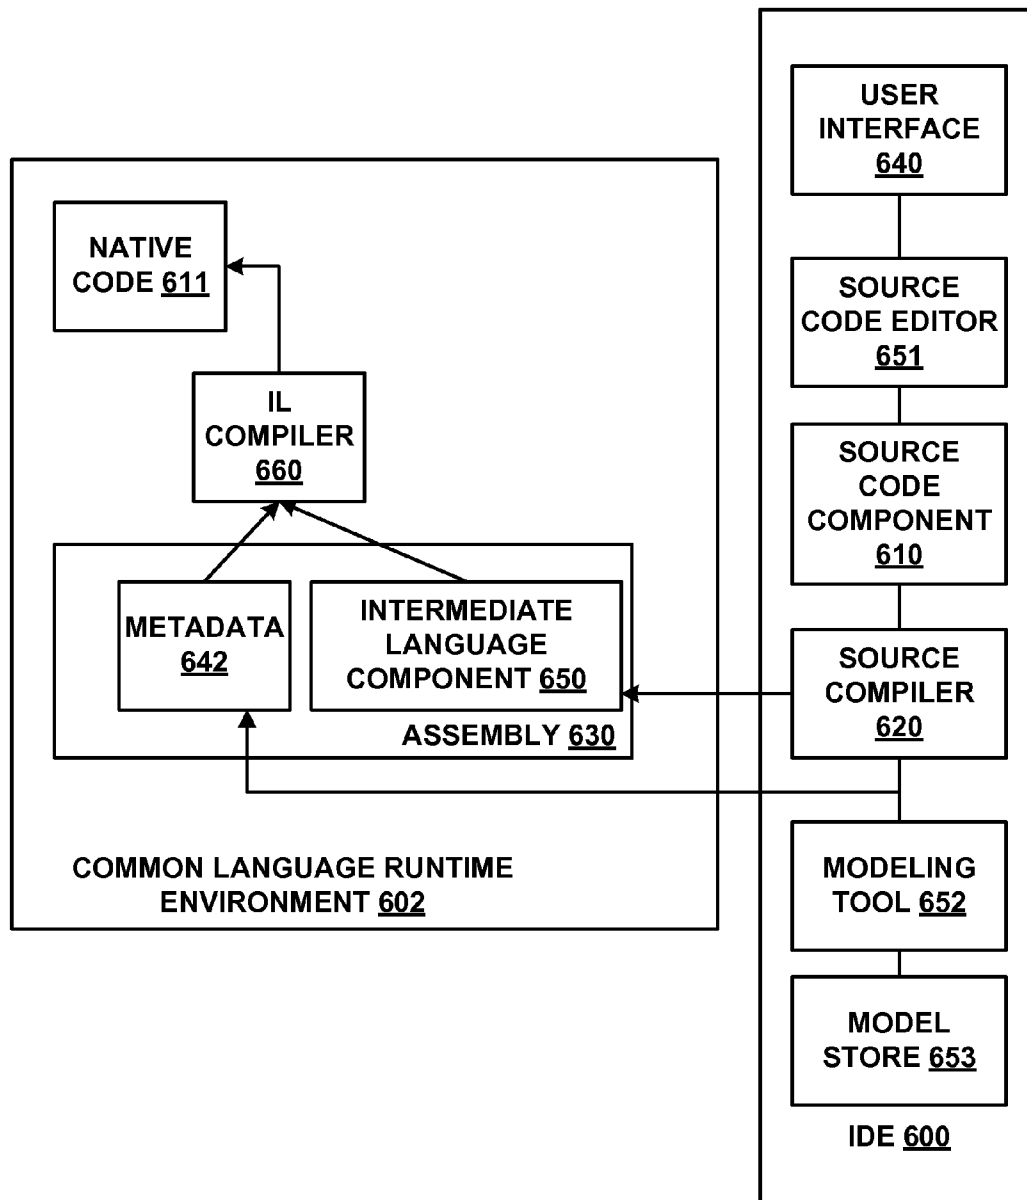 USER
INTERFACE
640
NATIVE
CODE 611
SOURCE
CODE EDITOR
651
IL
COMPILER
660
SOURCE
CODE
COMPONENT
610
METADATA
642
INTERMEDIATE
LANGUAGE
COMPONENT 650
ASSEMBLY 630
SOURCE
COMPILER
620
COMMON LANGUAGE RUNTIME
ENVIRONMENT 602
MODELING
TOOL 652
MODEL
STORE 653
IDE 600